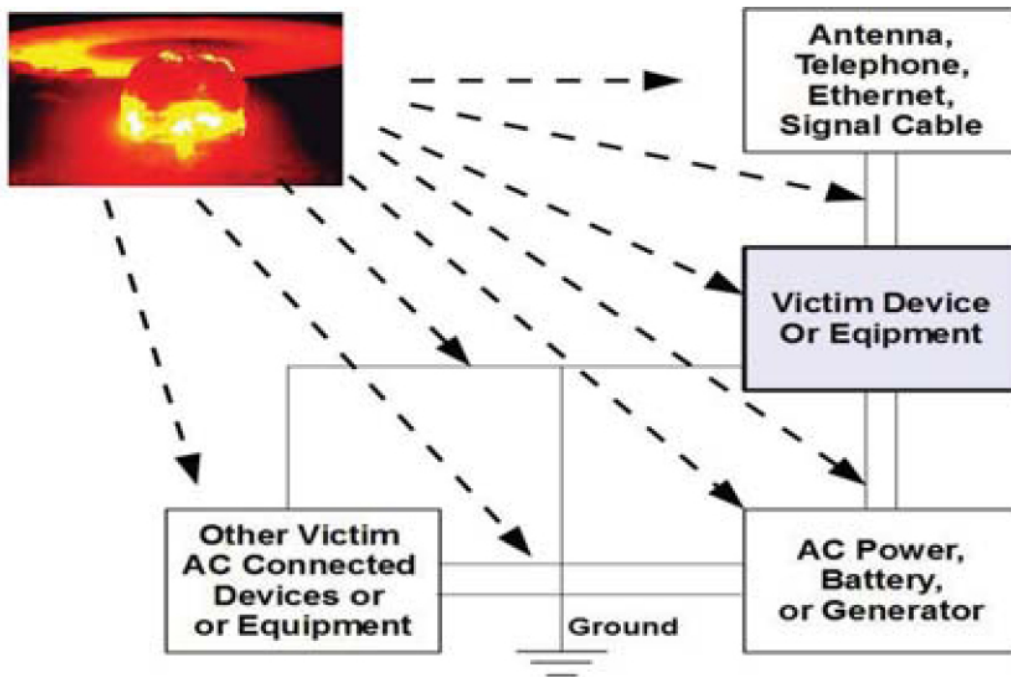 Antenna,
Telephone,
Ethernet,
Signal Cable
Victim Device
Or Eqipment
Other Victim
AC Connected
Devices or
or Equipment
Ground
AC Power,
Battery,
or Generator